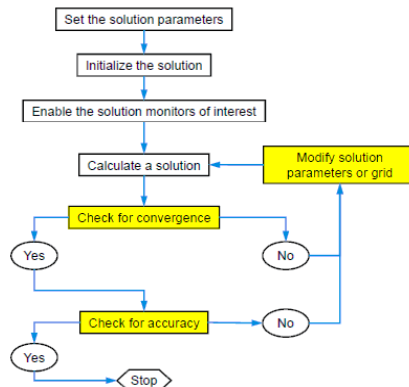 Set the solution parameters
Initialize the solution
Enable the solution monitors of interest
Calculate a solution
Modify solution
parameters or grid
Check for convergence
Yes
No
Check for accuracy
No
Yes
Stop